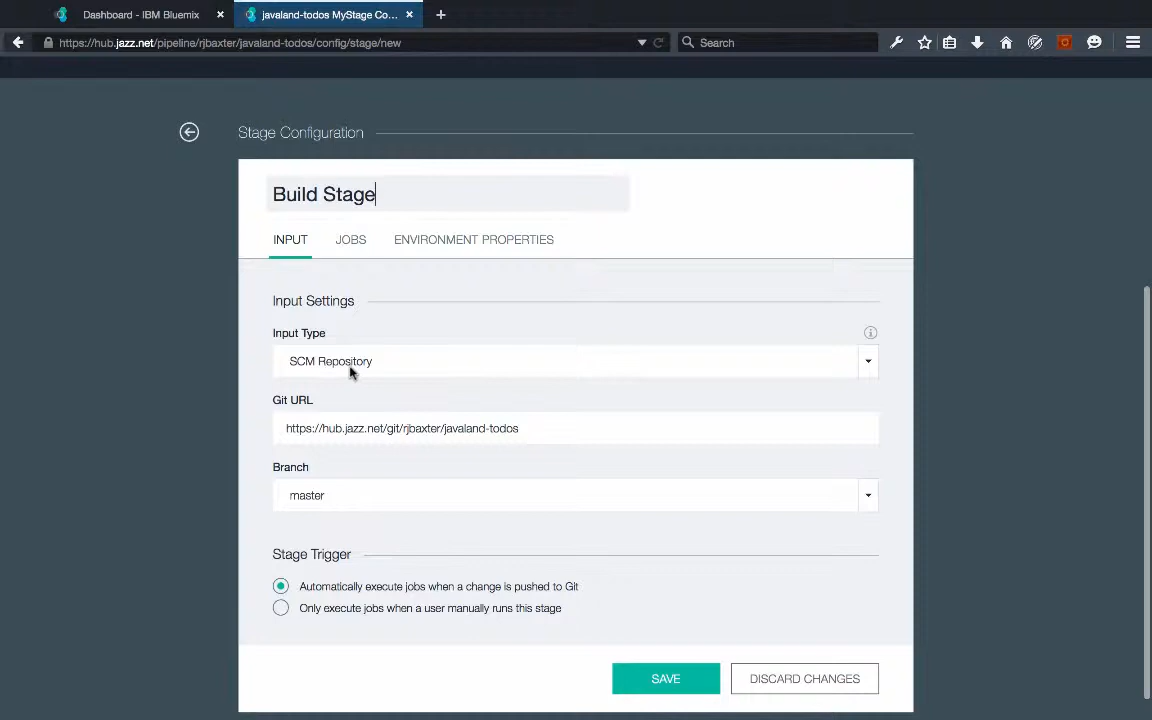 Dashboard - IBM Bluemix
javaland-todos MyStage Co...
https://hub.jazz.net/pipeline/rjbaxter/javaland-todos/config/stage/new
Search
Stage Configuration
Build Stage
INPUT JOBS ENVIRONMENT PROPERTIES
Input Settings
Input Type
SCM Repository
Git URL
https://hub.jazz.net/git/rjbaxter/javaland-todos
Branch
master
Stage Trigger
Automatically execute jobs when a change is pushed to Git
Only execute jobs when a user manually runs this stage
SAVE DISCARD CHANGES